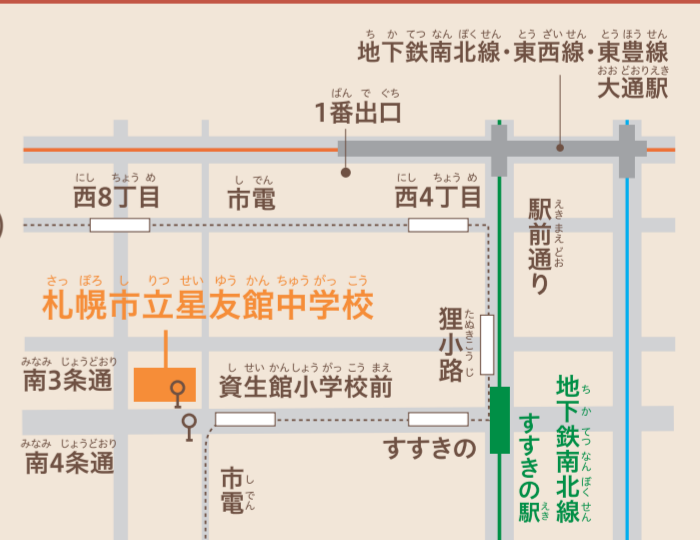 ち か てつ なん ぼく せん とう ざい せん とう ほう せん
地下鉄南北線・東西線・東豊線
おお どおり えき
大通駅
ばん で ぐち
1番出口
にし ちょう め
西8丁目
し でん
市電
にし ちょう め
西4丁目
えき まえ どお
駅前通り
さっ ぽろ し りつ せい ゆう かん ちゅう がっ こう
札幌市立星友館中学校
たぬき こう じ
狸小路
みなみ じょう どおり
南3条通
し せい かん しょう がっ こう まえ
資生館小学校前
ち か てつ なん ぼく せん
地下鉄南北線
すすきの駅
えき
すすきの
みなみ じょう どおり
南4条通
し でん
市電